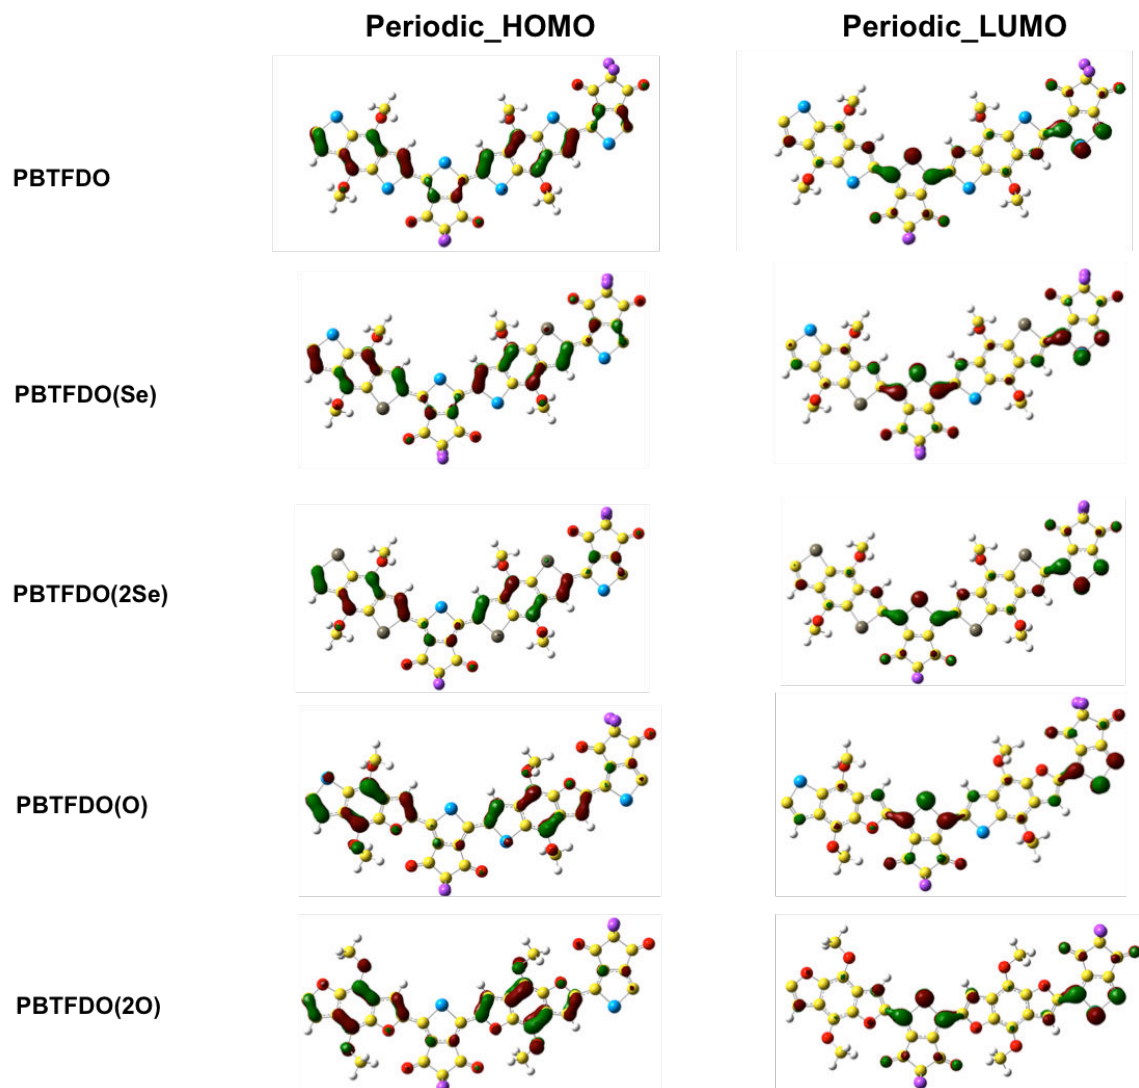 Periodic_HOMO Periodic_LUMO
PBTFDO
PBTFDO(Se)
PBTFDO(2Se)
PBTFDO(O)
PBTFDO(2O)